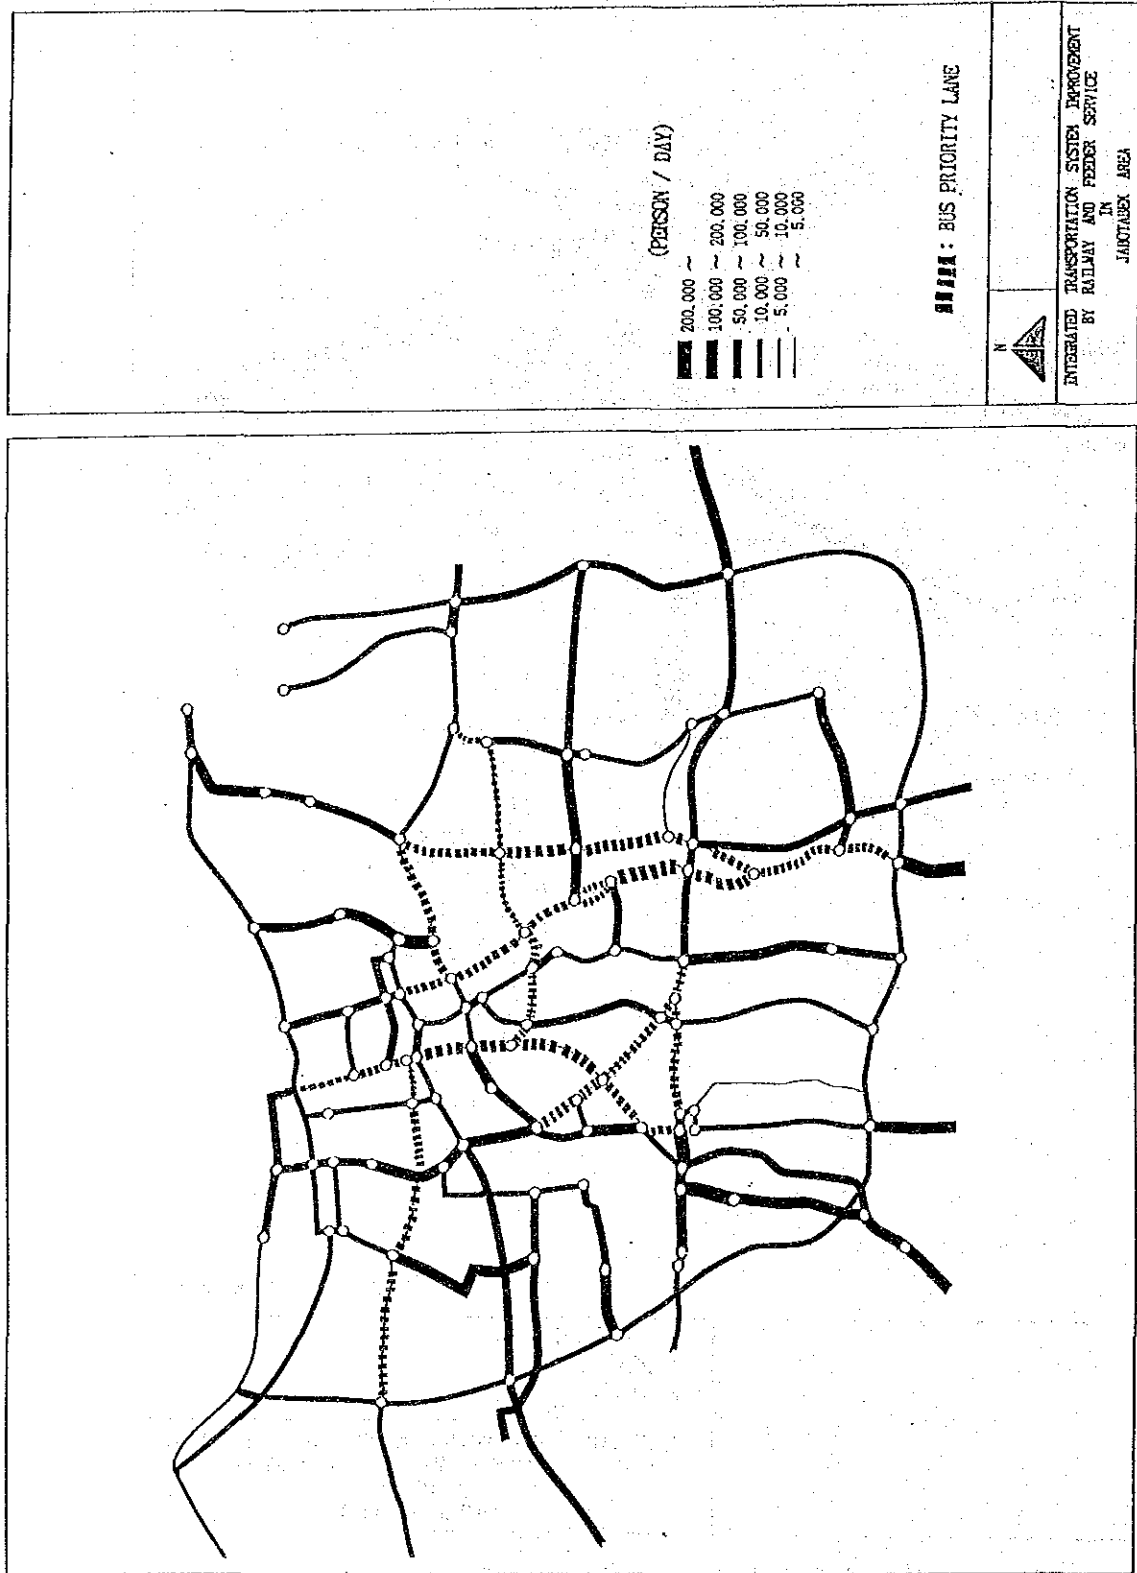 (PERSON / DAY)
200.000 ~
100.000 ~ 200.000
50.000 ~ 100.000
10.000 ~ 50.000
5.000 ~ 10.000
~ 5.000
: BUS PRIORITY LANE
N
INTEGRATED TRANSPORTATION SYSTEM IMPROVEMENT
BY RAILWAY AND FEEDER SERVICE
IN
JABOTABEK AREA